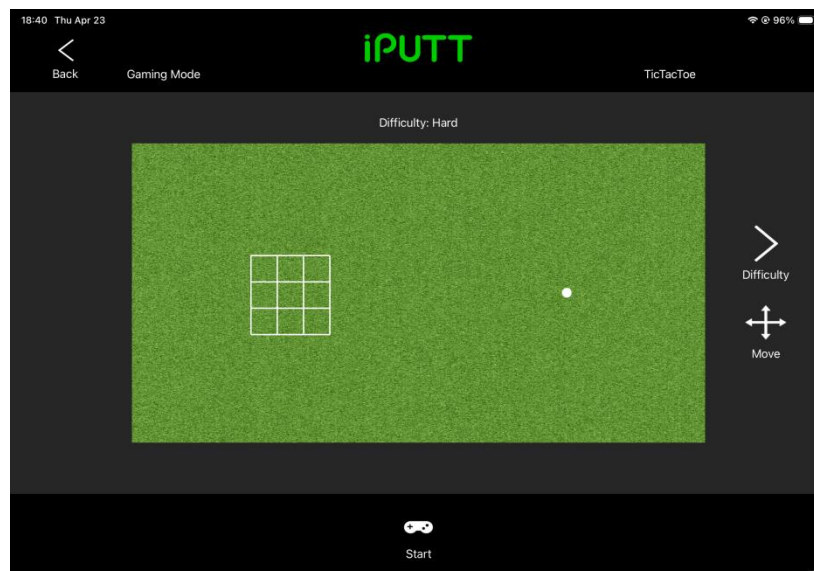 18:40 Thu Apr 23
96%
iPUTT
Back
Gaming Mode
TicTacToe
Difficulty: Hard
Difficulty
Move
Start